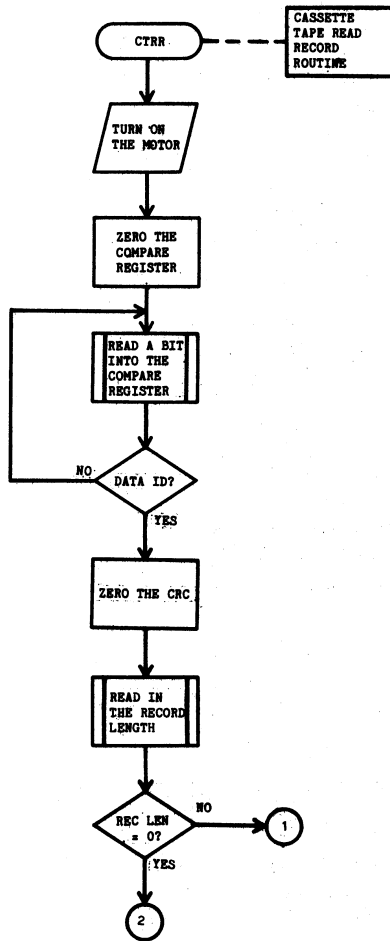 CTRR
CASSETTE
TAPE READ
RECORD
ROUTINE
TURN ON
THE MOTOR
ZERO THE
COMPARE
REGISTER
READ A BIT
INTO THE
COMPARE
REGISTER
NO
DATA ID?
YES
ZERO THE CRC
READ IN
THE RECORD
LENGTH
REC LEN
= 0?
NO
1
YES
2